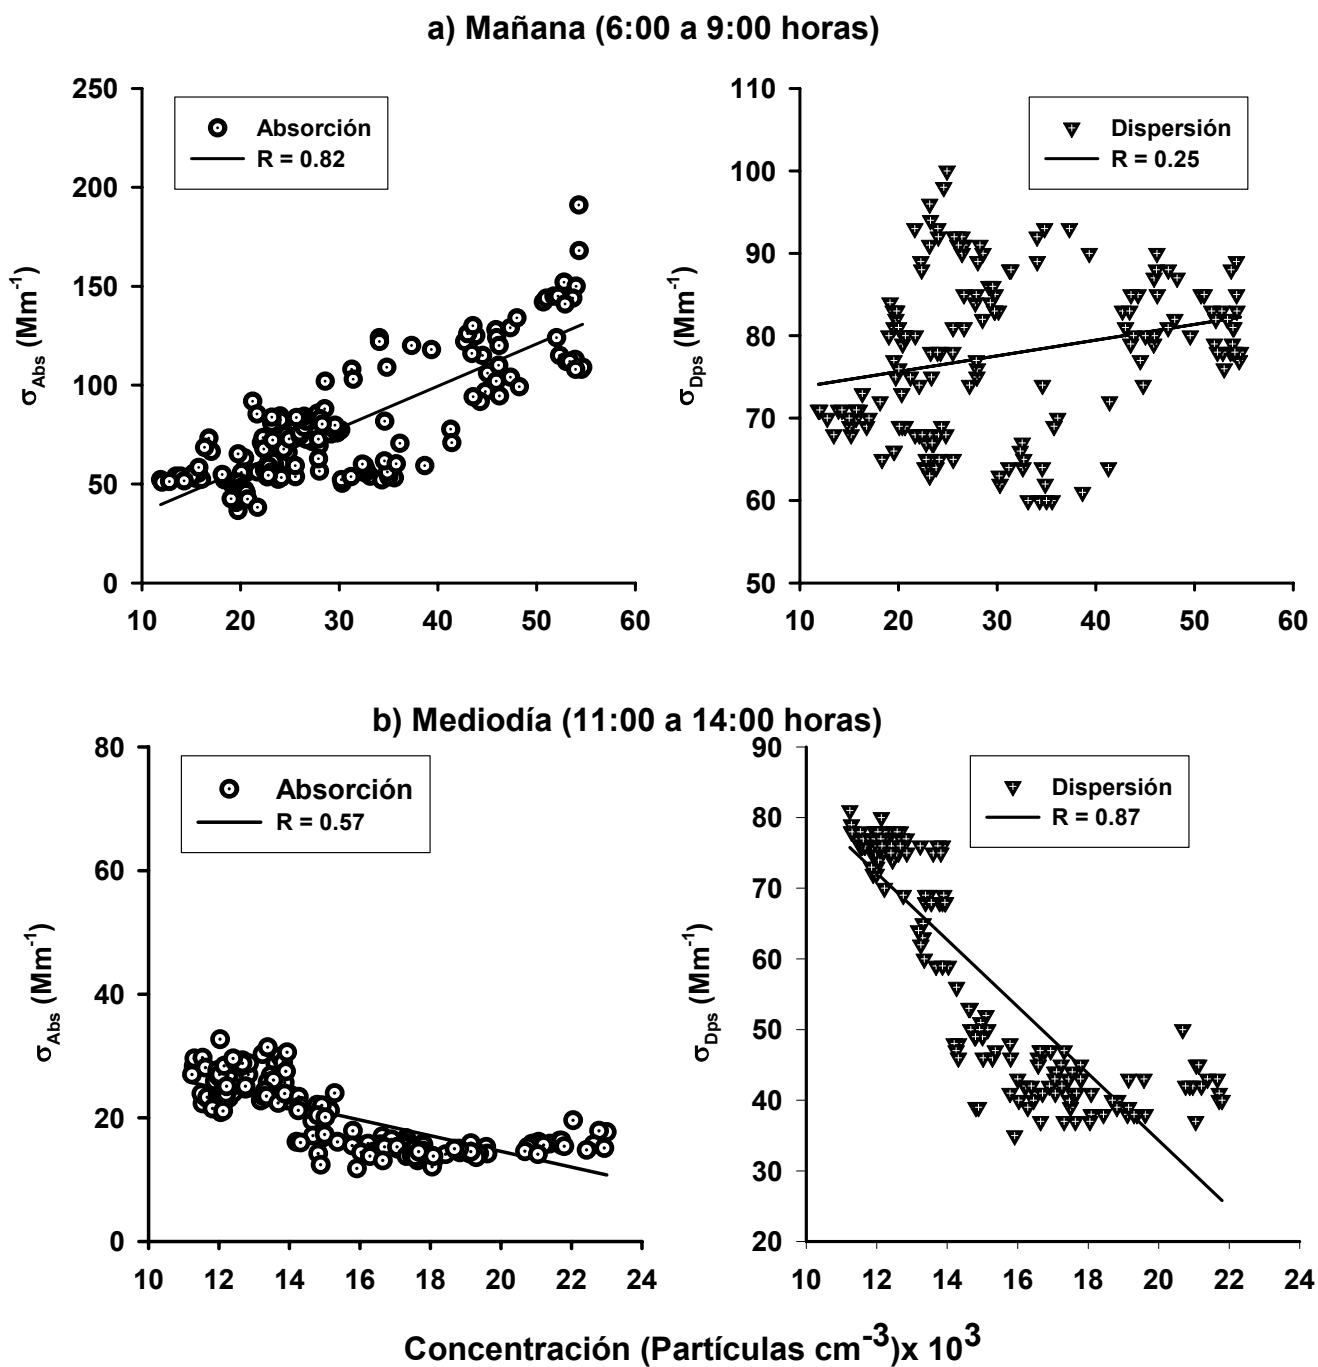 a) Mañana (6:00 a 9:00 horas)
250
200
150
100
50
0
σAbs (Mm-1)
Absorción
R = 0.82
10 20 30 40 50 60
110
100
90
80
70
60
50
σDps (Mm-1)
Dispersión
R = 0.25
10 20 30 40 50 60
b) Mediodía (11:00 a 14:00 horas)
80
60
40
20
0
σAbs (Mm-1)
Absorción
R = 0.57
10 12 14 16 18 20 22 24
90
80
70
60
50
40
30
20
σDps (Mm-1)
Dispersión
R = 0.87
10 12 14 16 18 20 22 24
Concentración (Partículas cm-3)x 103